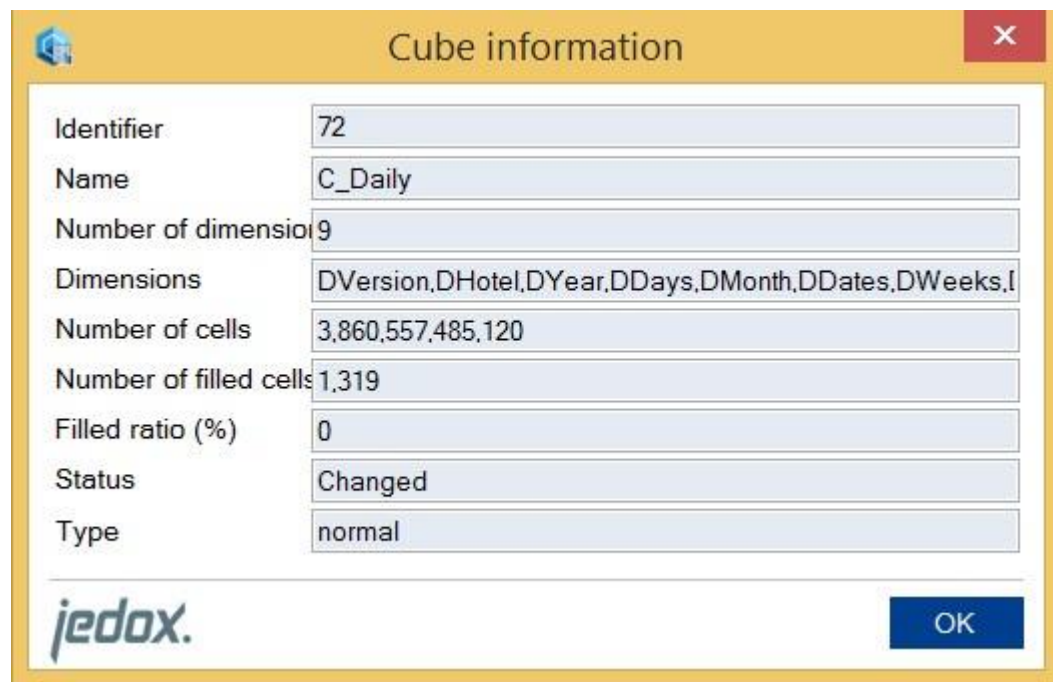 Cube information
Identifier 72
Name C_Daily
Number of dimension 9
Dimensions DVersion,DHotel,DYear,DDays,DMonth,DDates,DWeeks,
Number of cells 3,860,557,485,120
Number of filled cells 1,319
Filled ratio (%) 0
Status Changed
Type normal
jedox. OK